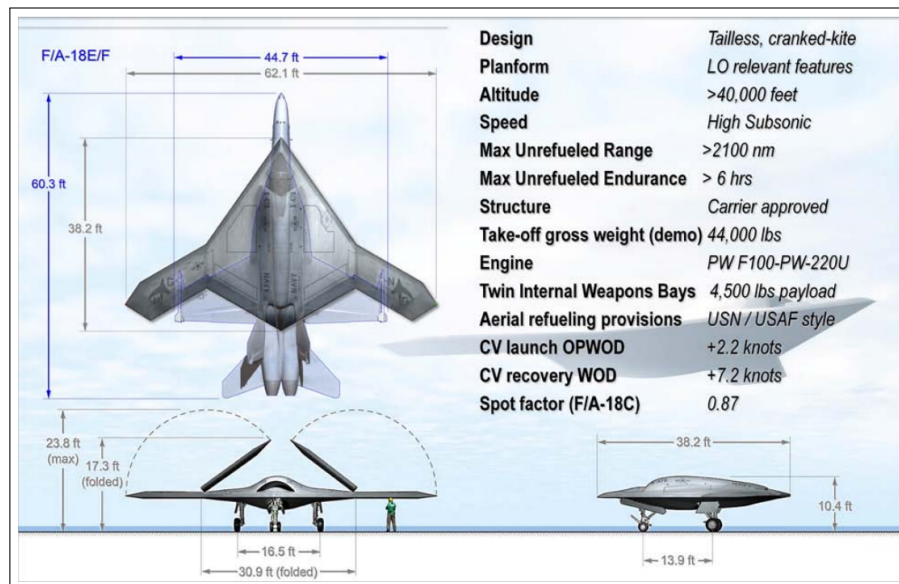 F/A-18E/F
44.7 ft
62.1 ft
60.3 ft
38.2 ft
Design Tailless, cranked-kite
Planform LO relevant features
Altitude >40,000 feet
Speed High Subsonic
Max Unrefueled Range >2100 nm
Max Unrefueled Endurance > 6 hrs
Structure Carrier approved
Take-off gross weight (demo) 44,000 lbs
Engine PW F100-PW-220U
Twin Internal Weapons Bays 4,500 lbs payload
Aerial refueling provisions USN / USAF style
CV launch OPWOD +2.2 knots
CV recovery WOD +7.2 knots
Spot factor (F/A-18C) 0.87
23.8 ft
(max)
17.3 ft
(folded)
16.5 ft
30.9 ft (folded)
38.2 ft
10.4 ft
13.9 ft